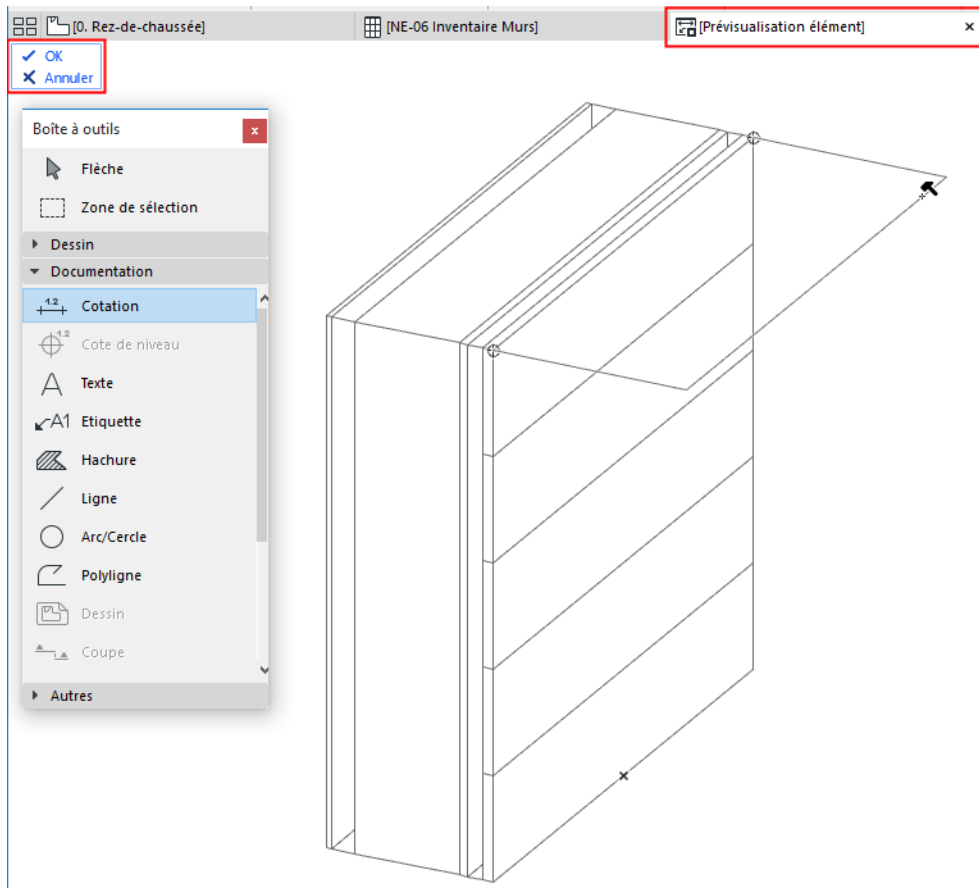 [0. Rez-de-chaussée]
[NE-06 Inventaire Murs]
[Prévisualisation élément]
×
OK
Annuler
Boîte à outils
x
Flèche
Zone de sélection
Dessin
Documentation
1.2
Cotation
1.2
Cote de niveau
A
Texte
A1
Etiquette
Hachure
Ligne
Arc/Cercle
Polyligne
Dessin
Coupe
Autres